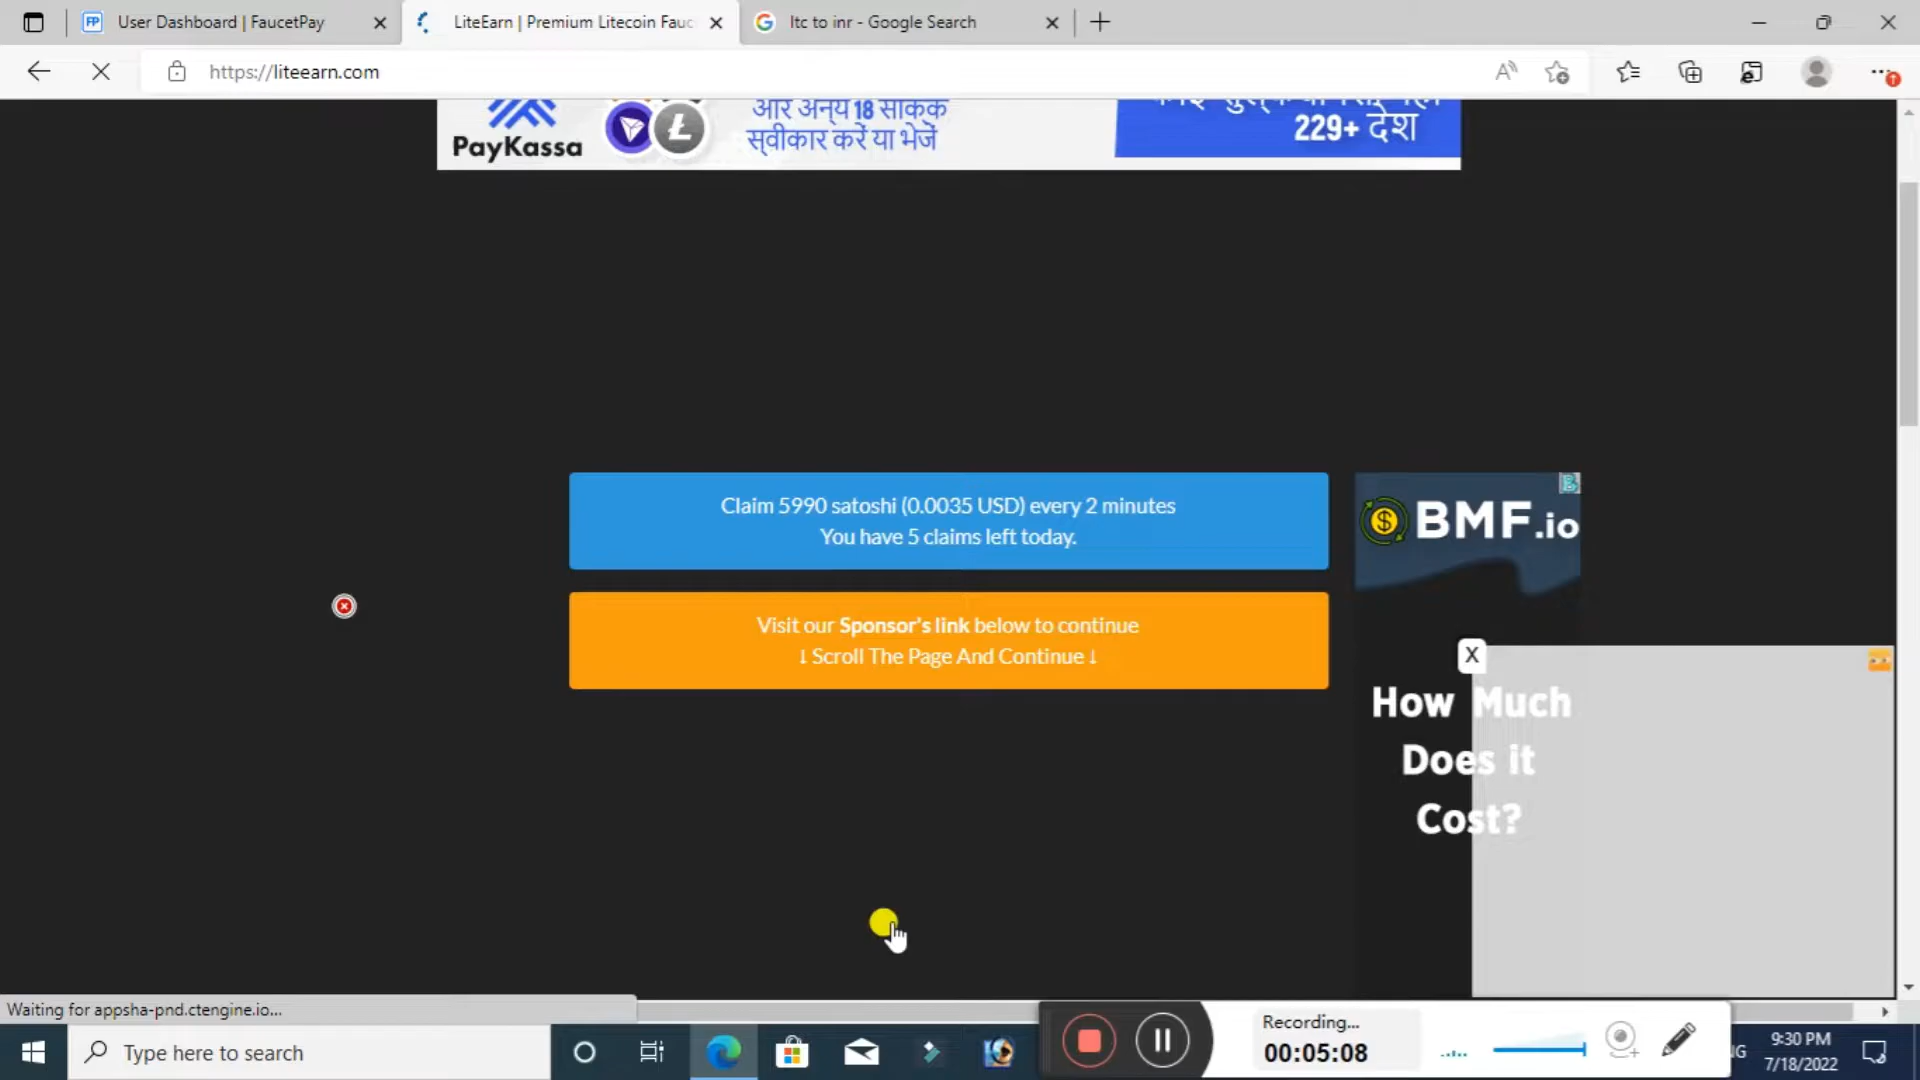 User Dashboard | FaucetPay
LiteEarn | Premium Litecoin Fauc
ltc to inr - Google Search
https://liteearn.com
PayKassa
और अन्य 18 सिक्के
स्वीकार करें या भेजें
229+ देश
Claim 5990 satoshi (0.0035 USD) every 2 minutes
You have 5 claims left today.
Visit our Sponsor's link below to continue
↓ Scroll The Page And Continue ↓
BMF.io
X
How Much
Does it
Cost?
Waiting for appsha-pnd.ctengine.io...
Type here to search
Recording...
00:05:08
9:30 PM
7/18/2022